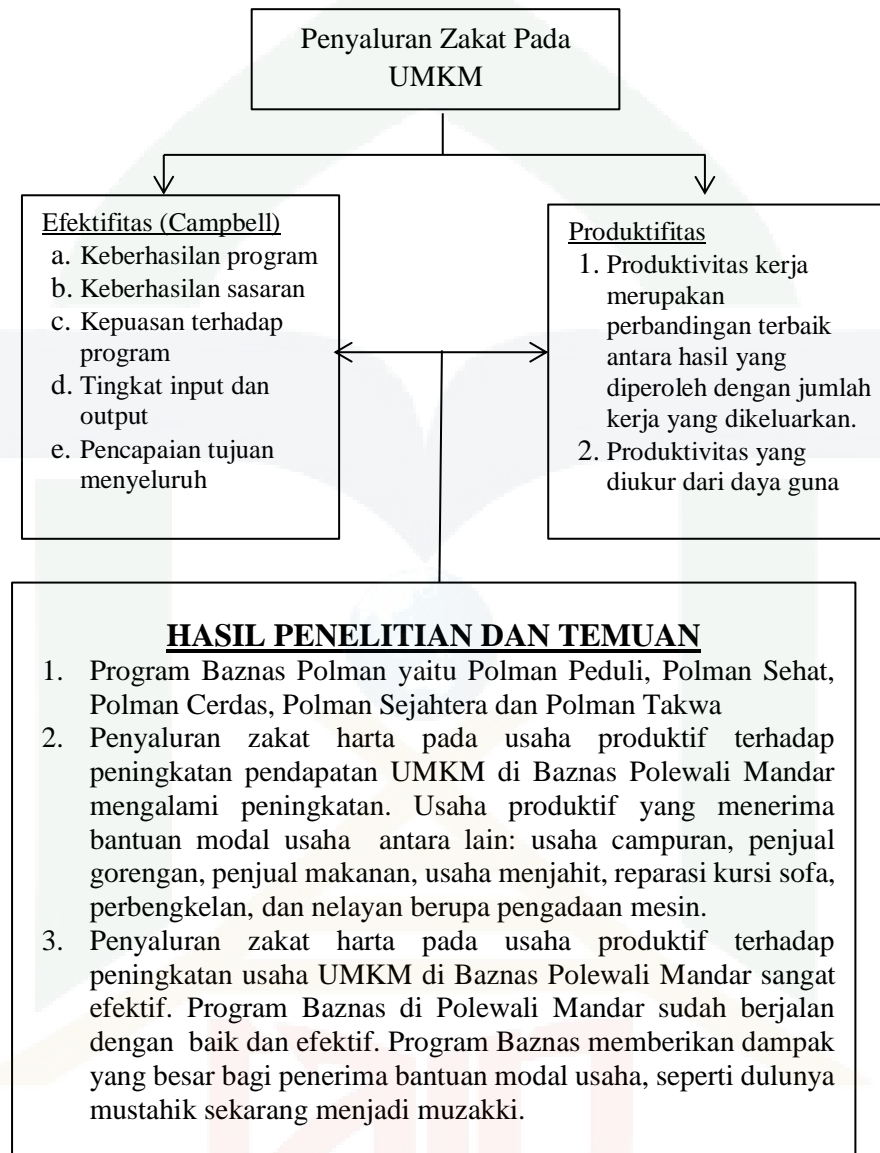 Penyaluran Zakat Pada
UMKM
Efektifitas (Campbell)
a. Keberhasilan program
b. Keberhasilan sasaran
c. Kepuasan terhadap
program
d. Tingkat input dan
output
e. Pencapaian tujuan
menyeluruh
Produktifitas
1. Produktivitas kerja
merupakan
perbandingan terbaik
antara hasil yang
diperoleh dengan jumlah
kerja yang dikeluarkan.
2. Produktivitas yang
diukur dari daya guna
HASIL PENELITIAN DAN TEMUAN
1. Program Baznas Polman yaitu Polman Peduli, Polman Sehat,
Polman Cerdas, Polman Sejahtera dan Polman Takwa
2. Penyaluran zakat harta pada usaha produktif terhadap
peningkatan pendapatan UMKM di Baznas Polewali Mandar
mengalami peningkatan. Usaha produktif yang menerima
bantuan modal usaha antara lain: usaha campuran, penjual
gorengan, penjual makanan, usaha menjahit, reparasi kursi sofa,
perbengkelan, dan nelayan berupa pengadaan mesin.
3. Penyaluran zakat harta pada usaha produktif terhadap
peningkatan usaha UMKM di Baznas Polewali Mandar sangat
efektif. Program Baznas di Polewali Mandar sudah berjalan
dengan baik dan efektif. Program Baznas memberikan dampak
yang besar bagi penerima bantuan modal usaha, seperti dulunya
mustahik sekarang menjadi muzakki.